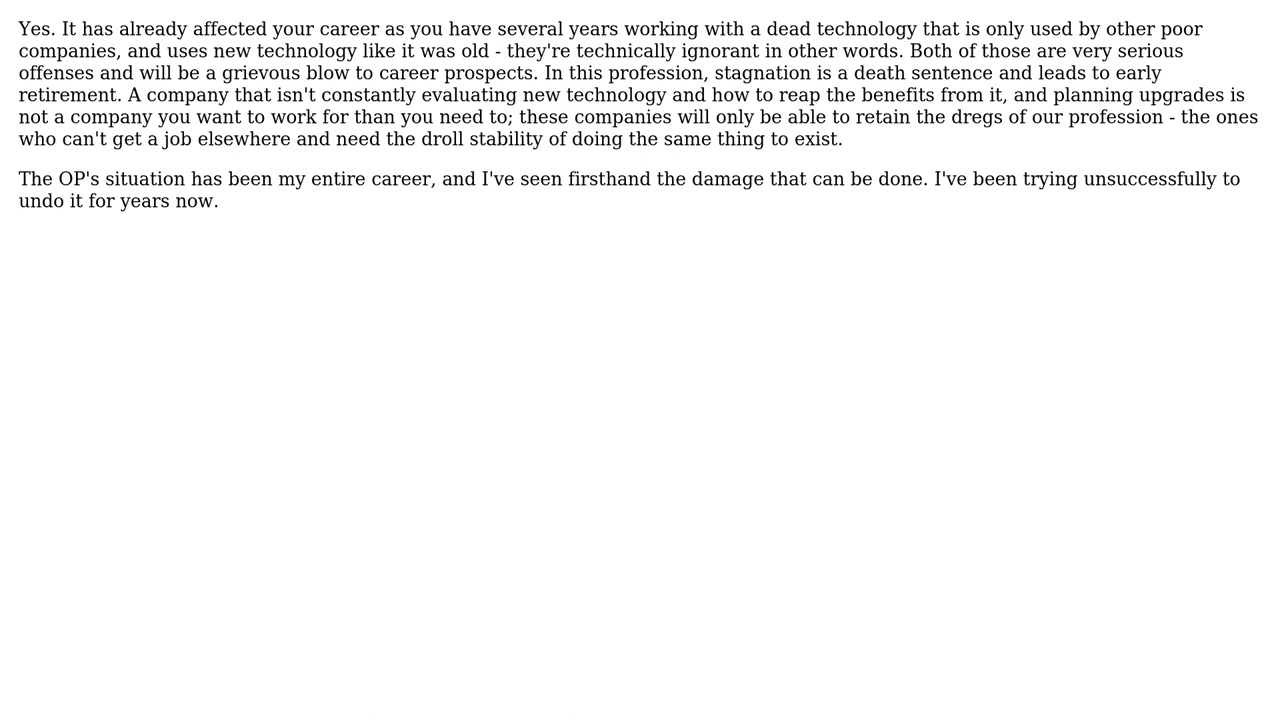 Yes. It has already affected your career as you have several years working with a dead technology that is only used by other poor
companies, and uses new technology like it was old - they're technically ignorant in other words. Both of those are very serious
offenses and will be a grievous blow to career prospects. In this profession, stagnation is a death sentence and leads to early
retirement. A company that isn't constantly evaluating new technology and how to reap the benefits from it, and planning upgrades is
not a company you want to work for than you need to; these companies will only be able to retain the dregs of our profession - the ones
who can't get a job elsewhere and need the droll stability of doing the same thing to exist.
The OP's situation has been my entire career, and I've seen firsthand the damage that can be done. I've been trying unsuccessfully to
undo it for years now.